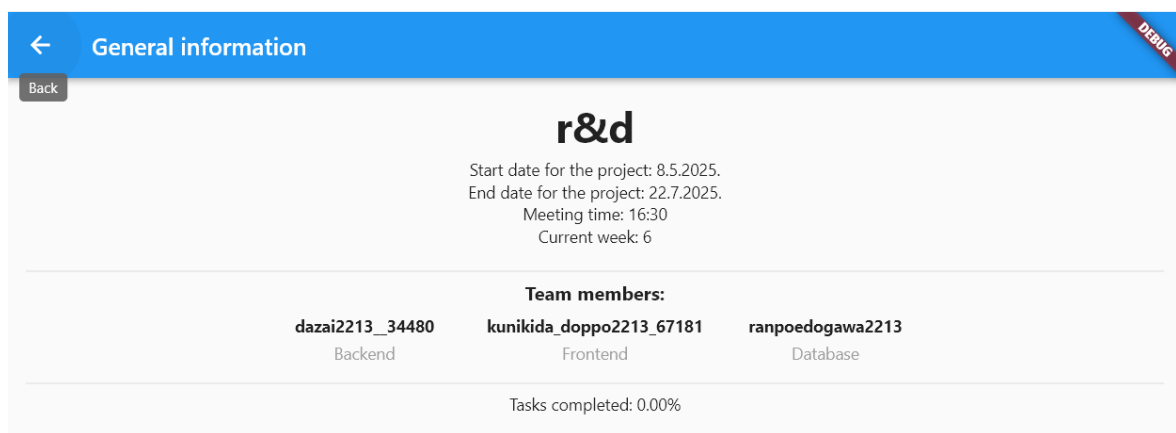 General information
DEBUG
Back
r&d
Start date for the project: 8.5.2025.
End date for the project: 22.7.2025.
Meeting time: 16:30
Current week: 6
Team members:
dazai2213__34480 kunikida_doppo2213_67181 ranpoedogawa2213
Backend Frontend Database
Tasks completed: 0.00%